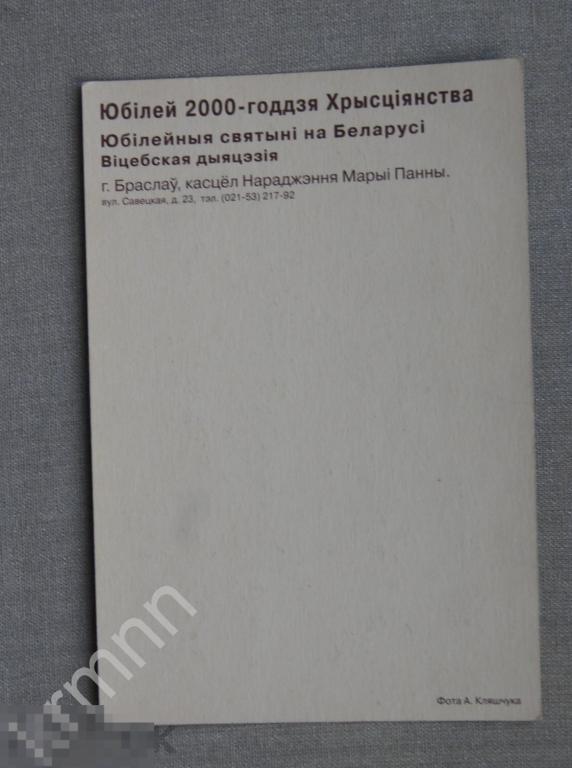 Юбілей 2000-годдзя Хрысціянства
Юбілейныя святыні на Беларусі
Віцебская дыяцэзія
г. Браслаў, касцёл Нараджэння Марыі Панны.
вул. Савецкая, д. 23, тэл. (021-53) 217-92
Фота А. Кляшчука